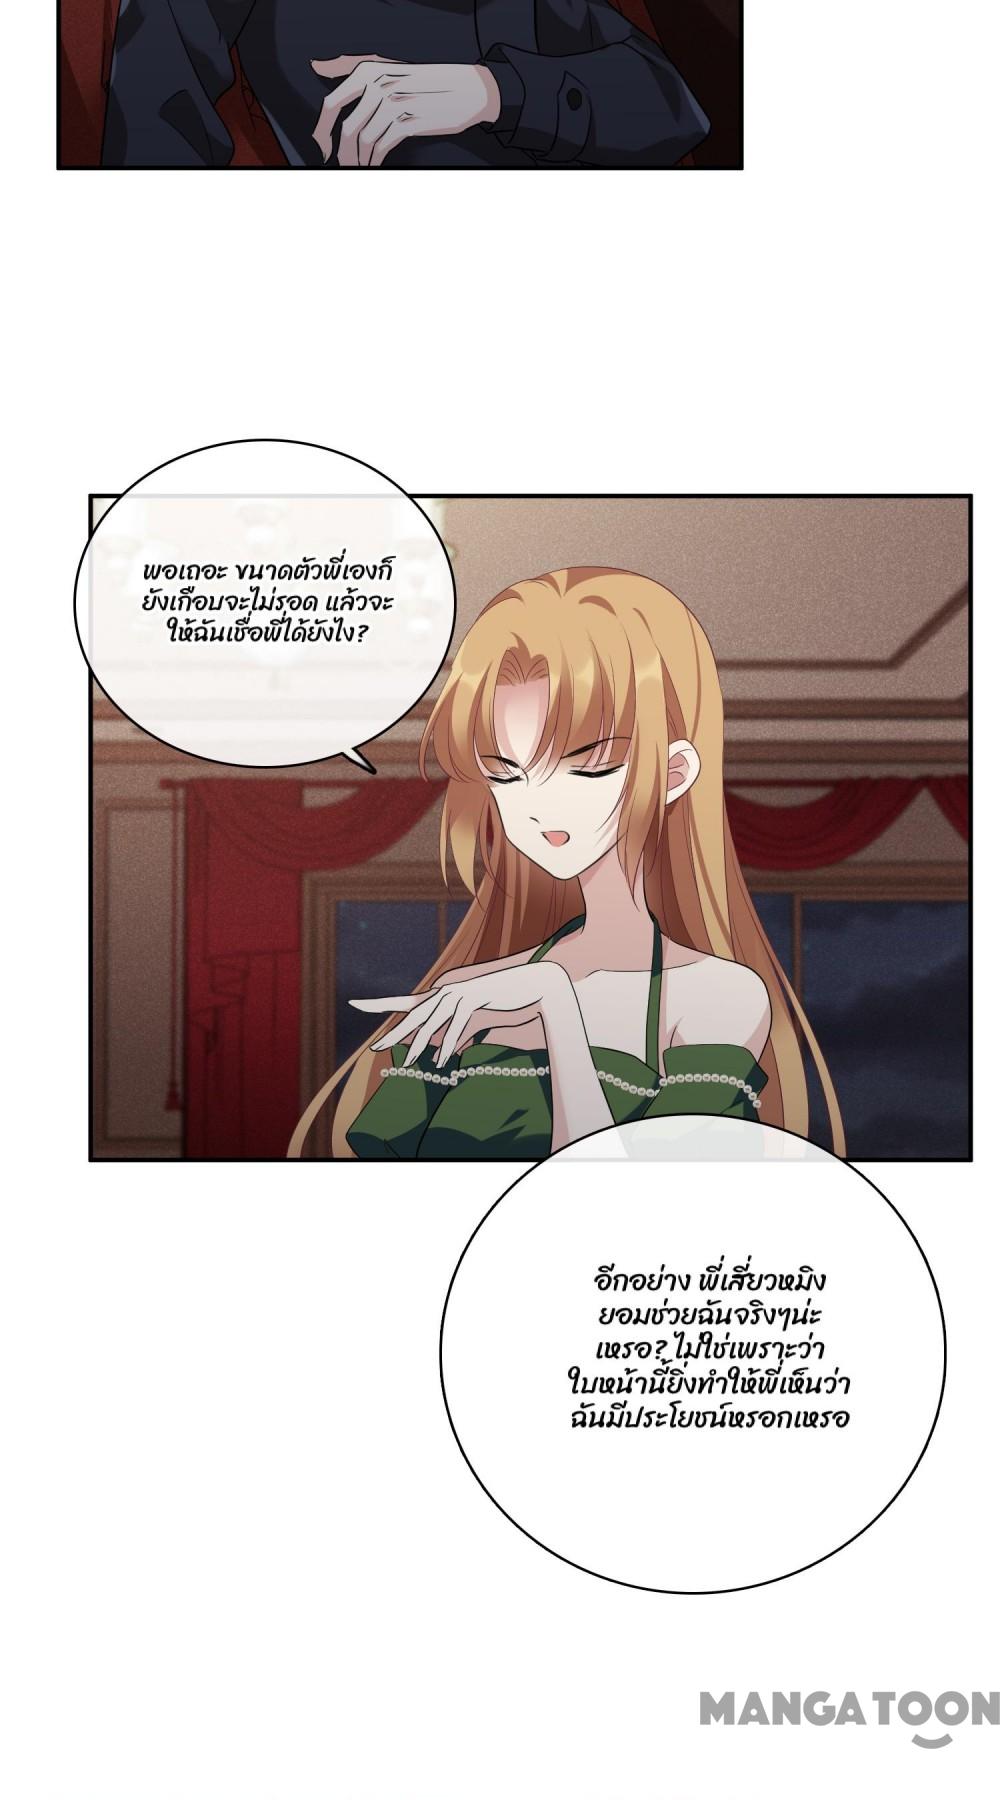 พอเถอะ ขนาดตัวพี่เองก็
ยังเกือบจะไม่รอด แล้วจะ
ให้ฉันเชื่อพี่ได้ยังไง?
อีกอย่าง พี่เสี่ยวหมิง
ยอมช่วยฉันจริงๆน่ะ
เหรอ? ไม่ใช่เพราะว่า
ใบหน้านี้ยิ่งทำให้พี่เห็นว่า
ฉันมีประโยชน์หรอกเหรอ
MANGATOON